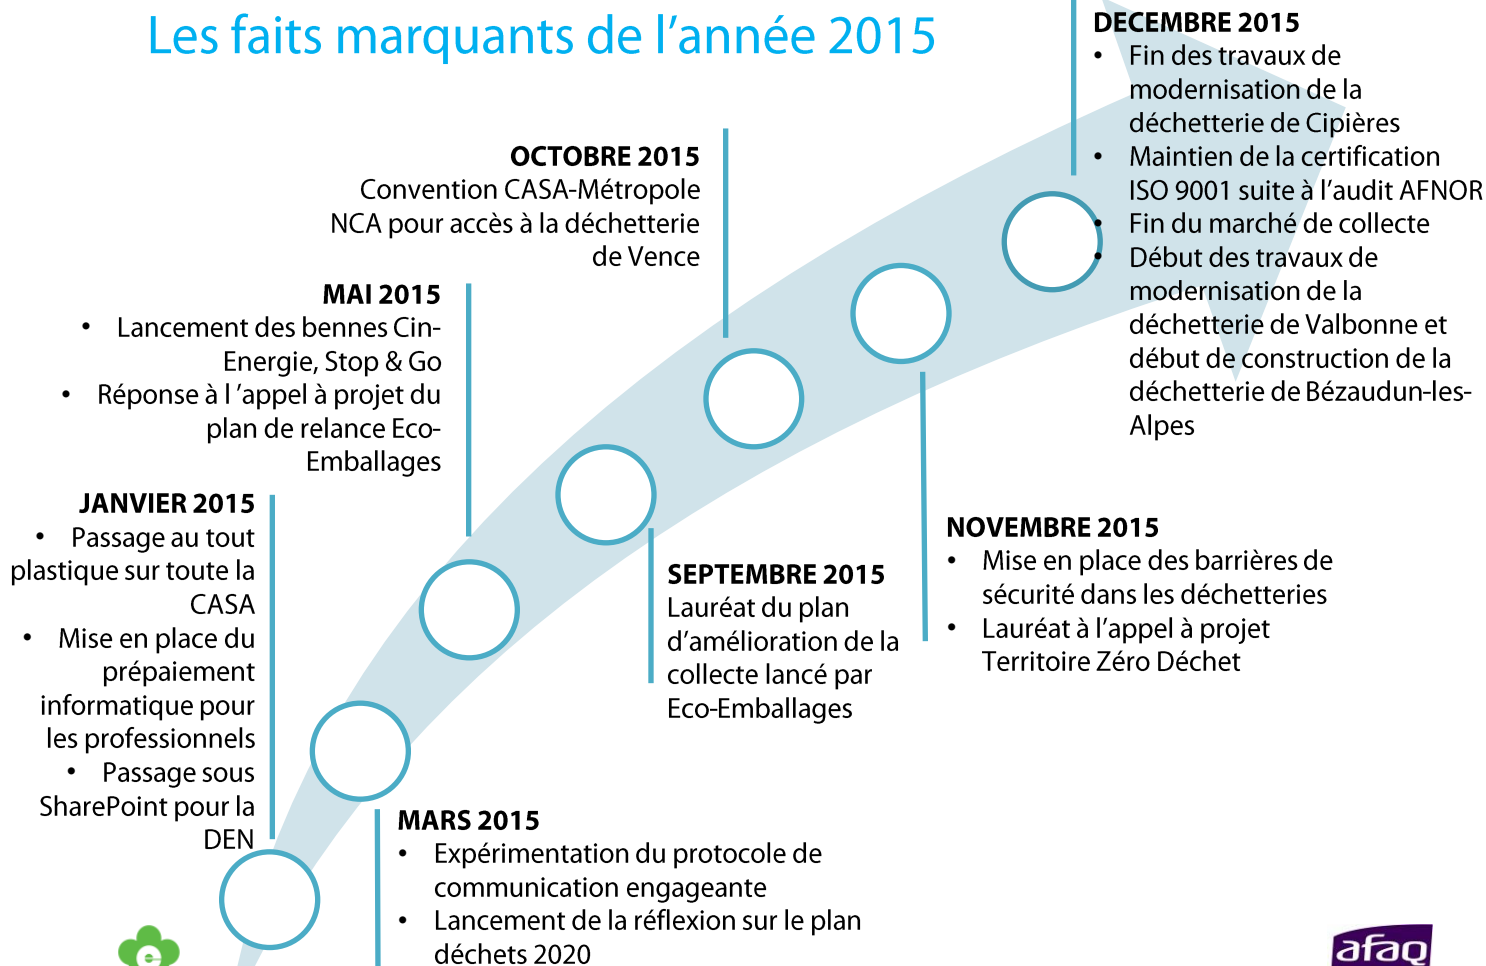 Les faits marquants de l'année 2015
JANVIER 2015
• Passage au tout
plastique sur toute la
CASA
• Mise en place du
prépaiement
informatique pour
les professionnels
• Passage sous
SharePoint pour la
DEN
MARS 2015
• Expérimentation du protocole de
communication engageante
• Lancement de la réflexion sur le plan
déchets 2020
MAI 2015
• Lancement des bennes Cin-
Energie, Stop & Go
• Réponse à l ’appel à projet du
plan de relance Eco-
Emballages
SEPTEMBRE 2015
Lauréat du plan
d’amélioration de la
collecte lancé par
Eco-Emballages
OCTOBRE 2015
Convention CASA-Métropole
NCA pour accès à la déchetterie
de Vence
NOVEMBRE 2015
• Mise en place des barrières de
sécurité dans les déchetteries
• Lauréat à l’appel à projet
Territoire Zéro Déchet
DECEMBRE 2015
• Fin des travaux de
modernisation de la
déchetterie de Cipières
• Maintien de la certification
ISO 9001 suite à l’audit AFNOR
• Fin du marché de collecte
• Début des travaux de
modernisation de la
déchetterie de Valbonne et
début de construction de la
déchetterie de Bézaudun-les-
Alpes
e
afaq